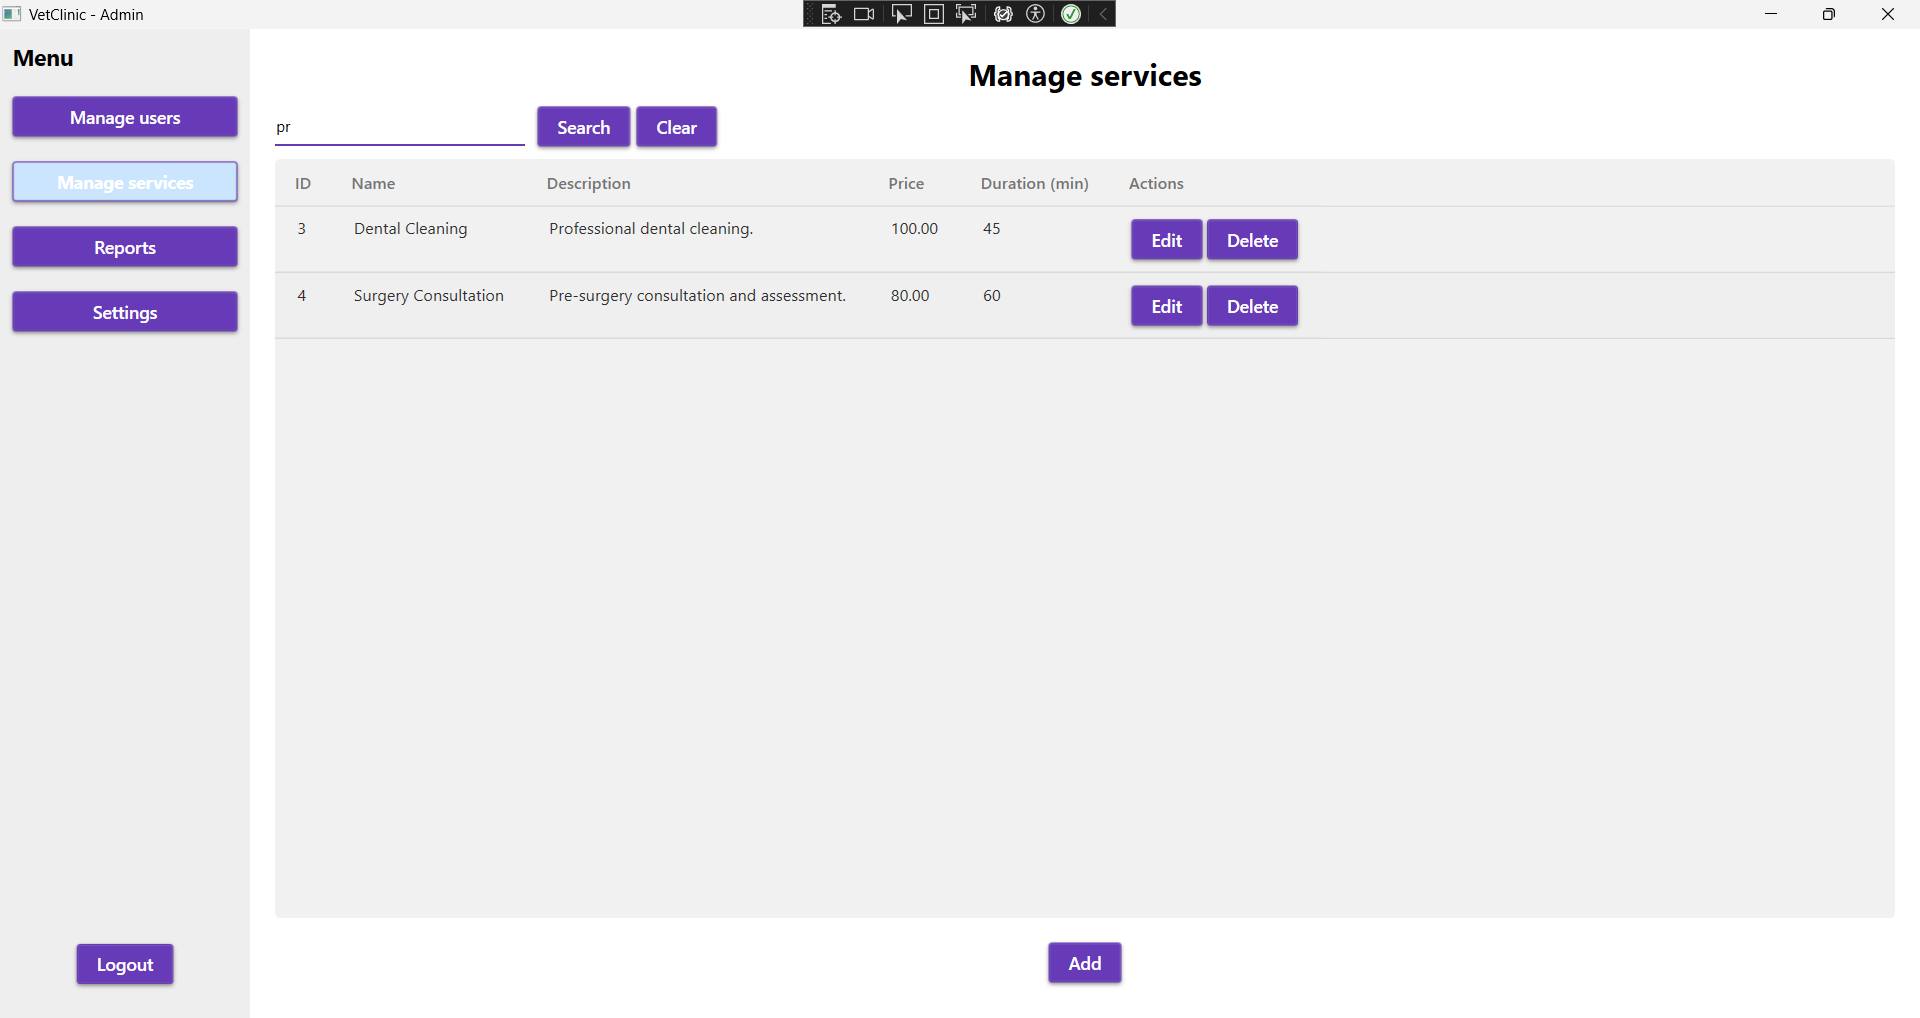 VetClinic - Admin
Menu
Manage users
Manage services
Reports
Settings
Logout
Manage services
pr
Search Clear
ID Name Description Price Duration (min) Actions
3 Dental Cleaning Professional dental cleaning. 100.00 45 Edit Delete
4 Surgery Consultation Pre-surgery consultation and assessment. 80.00 60 Edit Delete
Add